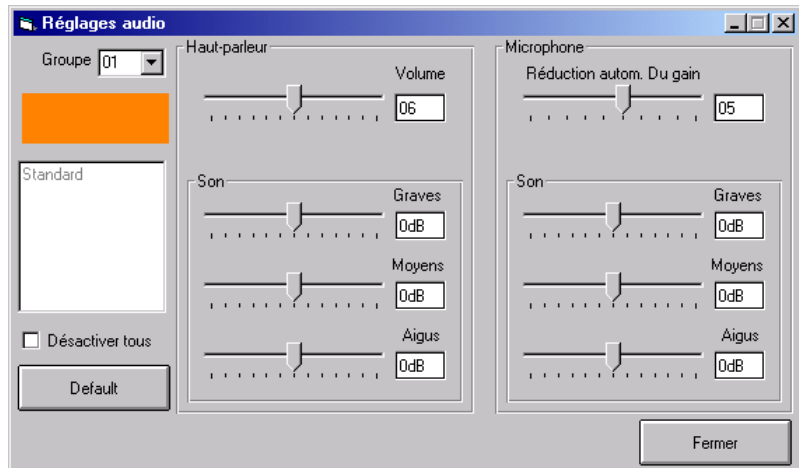 Réglages audio
Groupe 01
Standard
Désactiver tous
Default
Haut-parleur
Volume
06
Son
Graves
0dB
Moyens
0dB
Aigus
0dB
Microphone
Réduction autom. Du gain
05
Son
Graves
0dB
Moyens
0dB
Aigus
0dB
Fermer